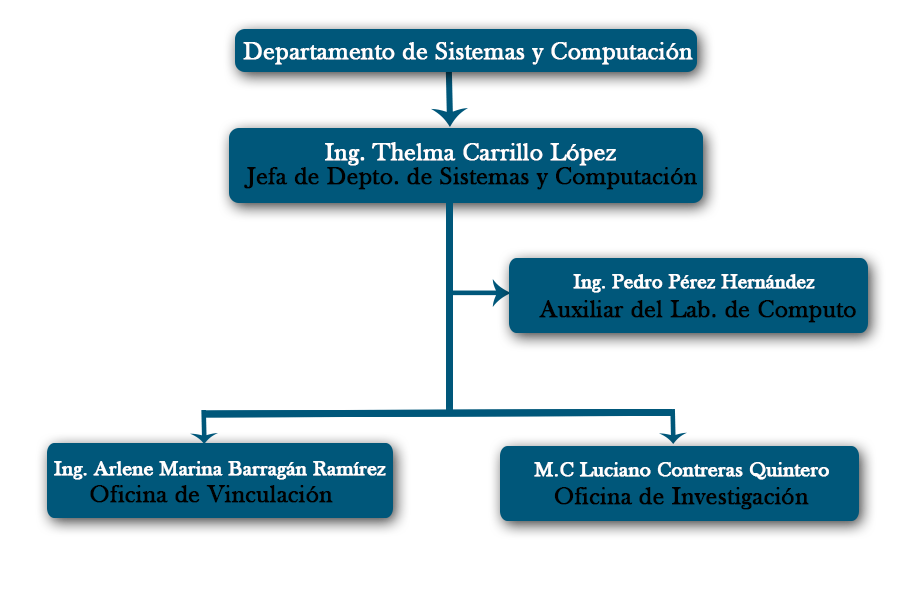 Departamento de Sistemas y Computación
Ing. Thelma Carrillo López
Jefa de Depto. de Sistemas y Computación
Ing. Pedro Pérez Hernández
Auxiliar del Lab. de Computo
Ing. Arlene Marina Barragán Ramírez
Oficina de Vinculación
M.C Luciano Contreras Quintero
Oficina de Investigación